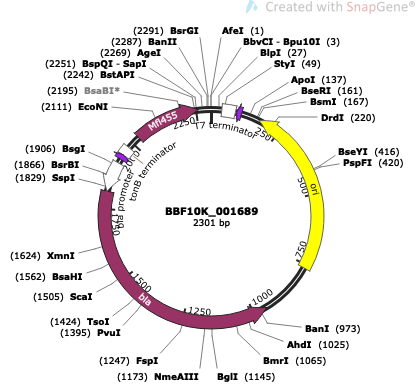 Created with SnapGene®
(2291) BsrGI
(2287) BanII
(2269) AgeI
(2251) BspQI - SapI
(2242) BstAPI
(2195) BsaBI*
(2111) EcoNI
AfeI (1)
BbvCI - Bpu10I (3)
BlpI (27)
StyI (49)
ApoI (137)
BseRI (161)
BsmI (167)
DrdI (220)
BseYI (416)
PspFI (420)
(1906) BsgI
(1866) BsrBI
(1829) SspI
(1624) XmnI
(1562) BsaHI
(1505) ScaI
(1424) TsoI
(1395) PvuI
(1247) FspI
(1173) NmeAIII
BglI (1145)
BmrI (1065)
AhdI (1025)
BanI (973)
Mfl455
T7 terminator
tonB terminator
bla promoter
bla
ori
250
500
750
1000
1250
1500
1750
2000
2250
BBF10K_001689
2301 bp